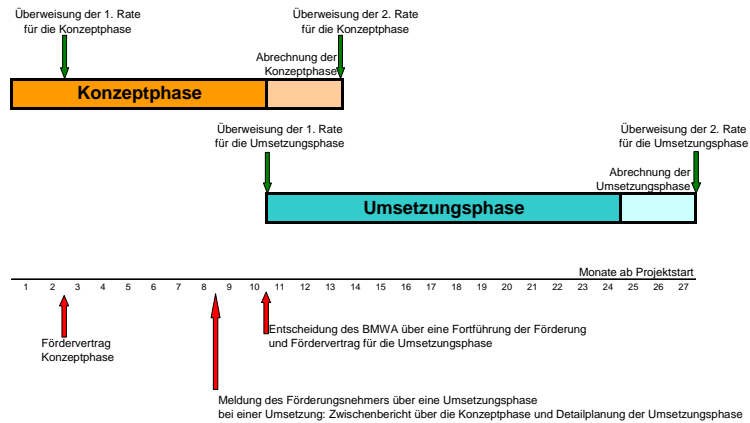 Überweisung der 1. Rate
für die Konzeptphase
Überweisung der 2. Rate
für die Konzeptphase
Abrechnung der
Konzeptphase
Konzeptphase
Überweisung der 1. Rate
für die Umsetzungsphase
Überweisung der 2. Rate
für die Umsetzungsphase
Abrechnung der
Umsetzungsphase
Umsetzungsphase
Monate ab Projektstart
1 2 3 4 5 6 7 8 9 10 11 12 13 14 15 16 17 18 19 20 21 22 23 24 25 26 27
Fördervertrag
Konzeptphase
Entscheidung des BMWA über eine Fortführung der Förderung
und Fördervertrag für die Umsetzungsphase
Meldung des Förderungsnehmers über eine Umsetzungsphase
bei einer Umsetzung: Zwischenbericht über die Konzeptphase und Detailplanung der Umsetzungsphase